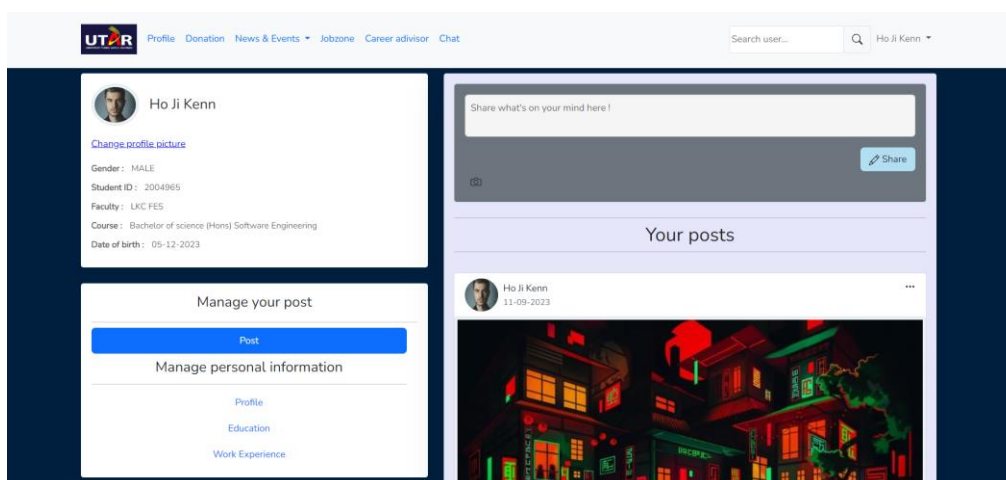 UTAR
Profile Donation News & Events Jobzone Career adivisor Chat
Search user...
Ho Ji Kenn
Ho Ji Kenn
Change profile picture
Gender : MALE
Student ID : 2004965
Faculty : LKC FES
Course : Bachelor of science (Hons) Software Engineering
Date of birth : 05-12-2023
Manage your post
Post
Manage personal information
Profile
Education
Work Experience
Share what's on your mind here !
Share
Your posts
Ho Ji Kenn
11-09-2023